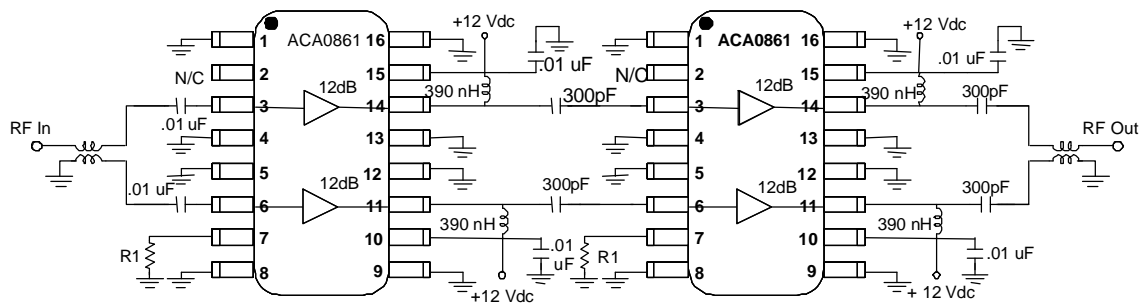 +12 Vdc
+12 Vdc
1 ACA0861 16
1 ACA0861 16
N/C 2 15 .01 uF
N/C 2 15 .01 uF
12dB 390 nH 300pF
12dB 390 nH 300pF
3 14
3 14
.01 uF
RF In
RF Out
4 13
4 13
5 12
5 12
.01 uF
12dB 300pF
12dB 300pF
6 11
6 11
390 nH
390 nH
R1 7 10 .01 uF
R1 7 10 .01 uF
8 9
8 9
+12 Vdc
+ 12 Vdc